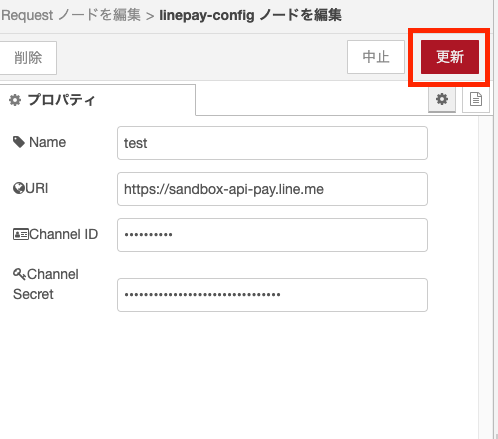 Request ノードを編集 > linepay-config ノードを編集
削除 中止 更新
プロパティ
Name test
URI https://sandbox-api-pay.line.me
Channel ID ••••••••••
Channel
Secret ••••••••••••••••••••••••••••••••